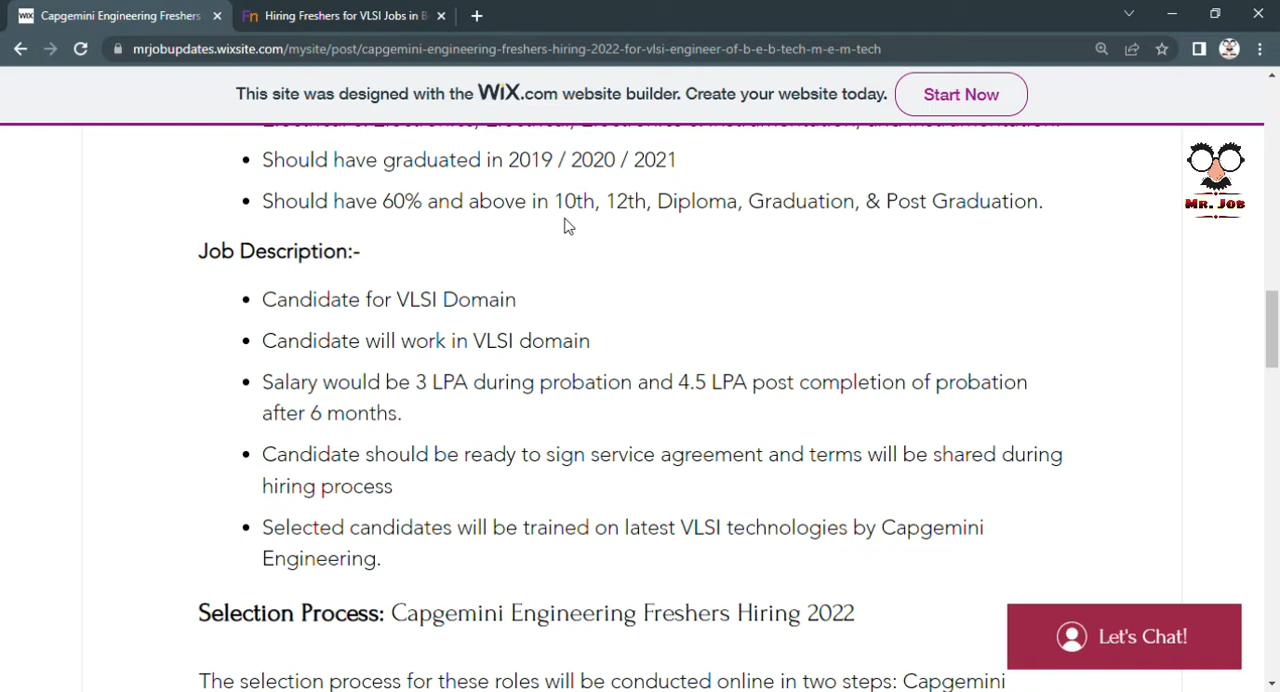 Capgemini Engineering Freshers
Hiring Freshers for VLSI Jobs in B
mrjobupdates.wixsite.com/mysite/post/capgemini-engineering-freshers-hiring-2022-for-vlsi-engineer-of-b-e-b-tech-m-e-m-tech
This site was designed with the WiX.com website builder. Create your website today.
Start Now
• Should have graduated in 2019 / 2020 / 2021
• Should have 60% and above in 10th, 12th, Diploma, Graduation, & Post Graduation.
MR. JOB
Job Description:-
• Candidate for VLSI Domain
• Candidate will work in VLSI domain
• Salary would be 3 LPA during probation and 4.5 LPA post completion of probation
after 6 months.
• Candidate should be ready to sign service agreement and terms will be shared during
hiring process
• Selected candidates will be trained on latest VLSI technologies by Capgemini
Engineering.
Selection Process: Capgemini Engineering Freshers Hiring 2022
Let's Chat!
The selection process for these roles will be conducted online in two steps: Capgemini